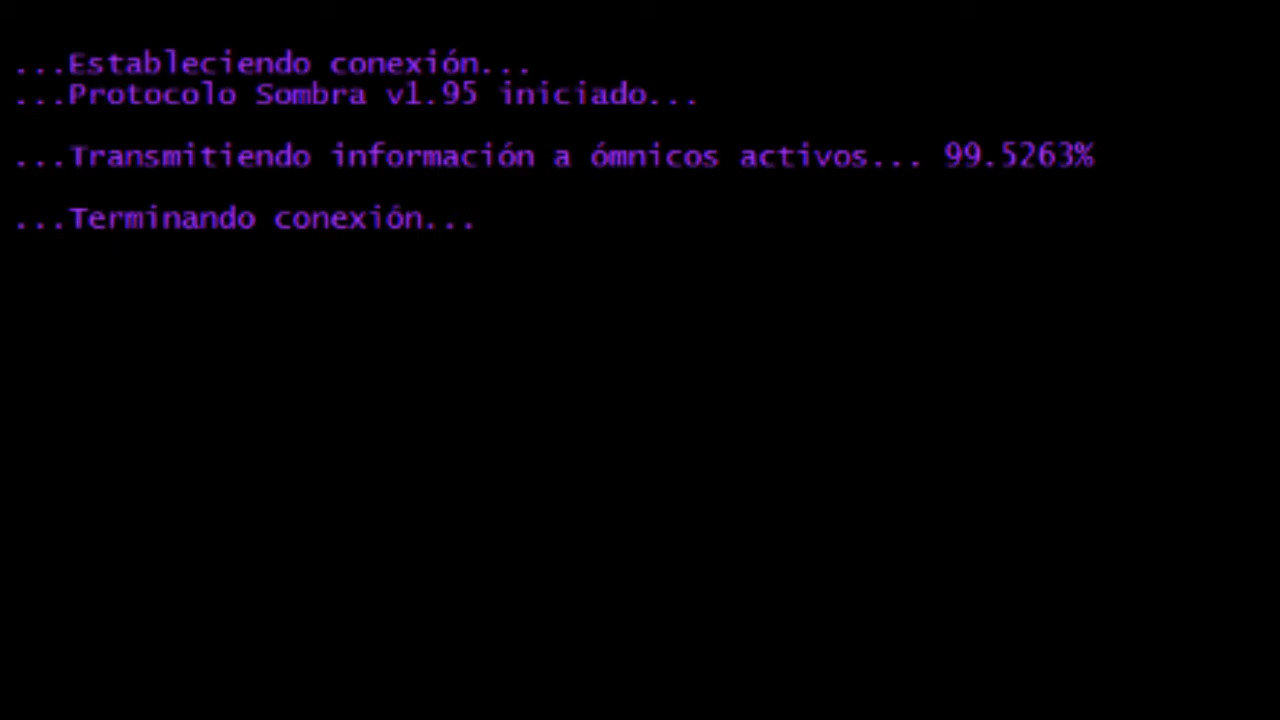 ...Estableciendo conexión...
...Protocolo Sombra v1.95 iniciado...
...Transmitiendo información a ómnicos activos... 99.5263%
...Terminando conexión...